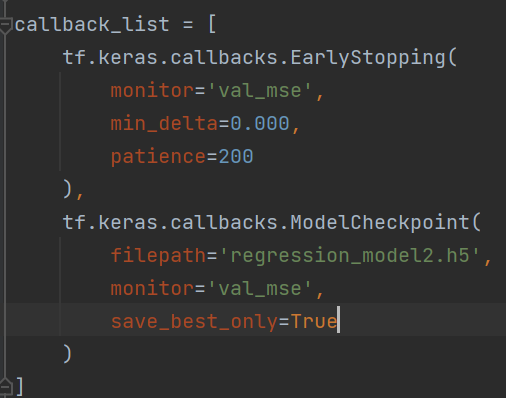 callback_list = [
    tf.keras.callbacks.EarlyStopping(
        monitor='val_mse',
        min_delta=0.000,
        patience=200
    ),
    tf.keras.callbacks.ModelCheckpoint(
        filepath='regression_model2.h5',
        monitor='val_mse',
        save_best_only=True
    )
]